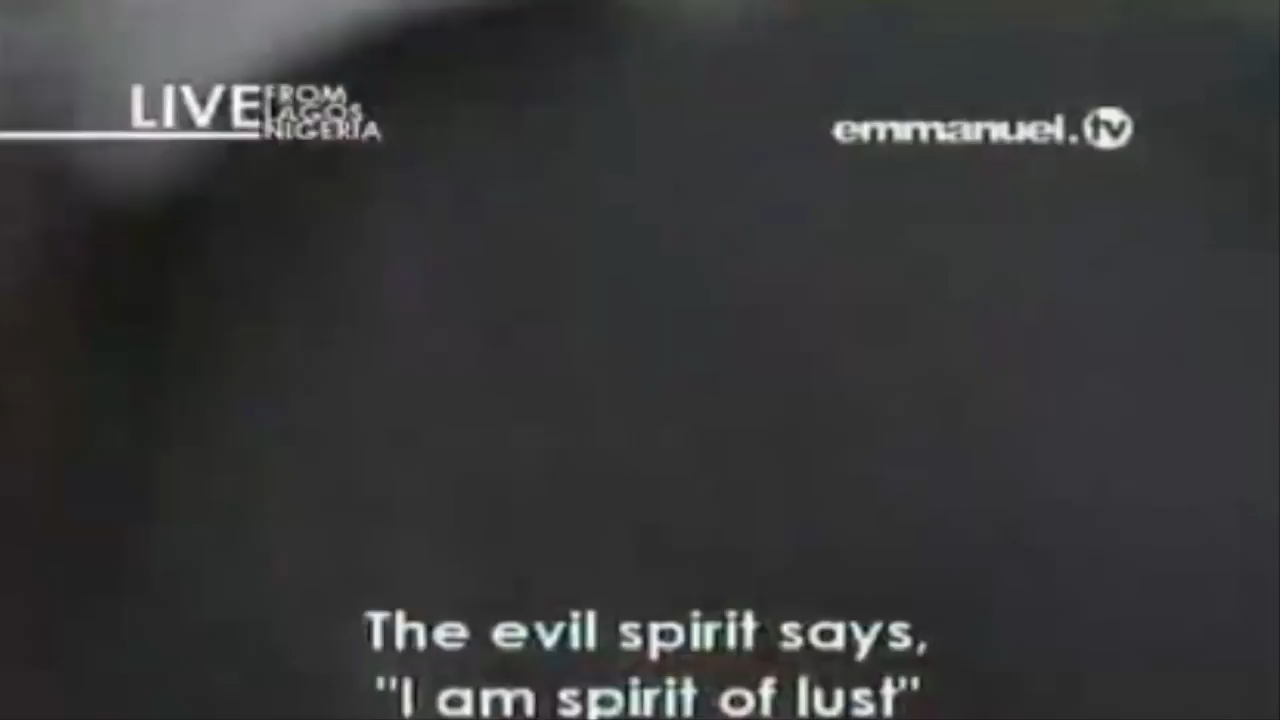 LIVE FROM
LAGOS
NIGERIA
emmanuel.tv
The evil spirit says,
"I am spirit of lust"